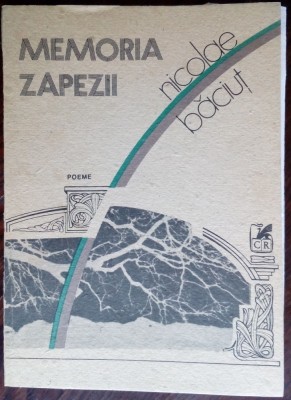 MEMORIA
ZAPEZII
nicolae
băciuț
POEME
CR